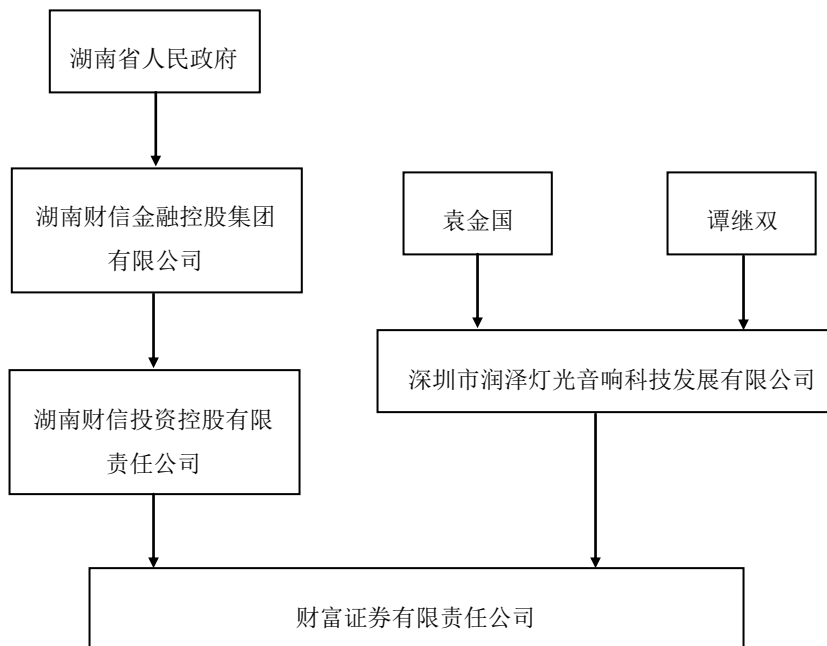 湖南省人民政府
湖南财信金融控股集团
有限公司
袁金国
谭继双
湖南财信投资控股有限
责任公司
深圳市润泽灯光音响科技发展有限公司
财富证券有限责任公司